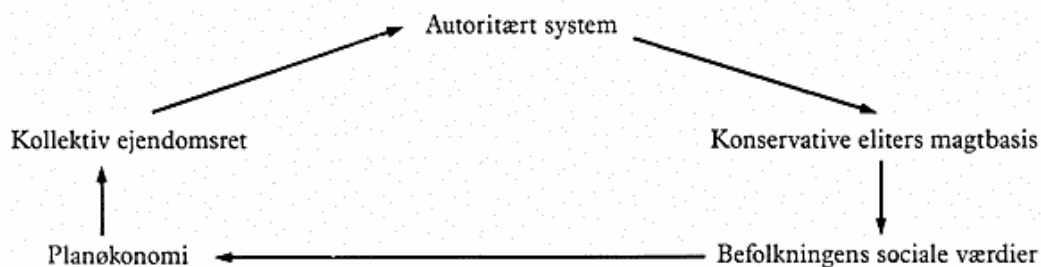 Autoritært system
Kollektiv ejendomsret
Konservative eliters magtbasis
Planøkonomi
Befolkningens sociale værdier